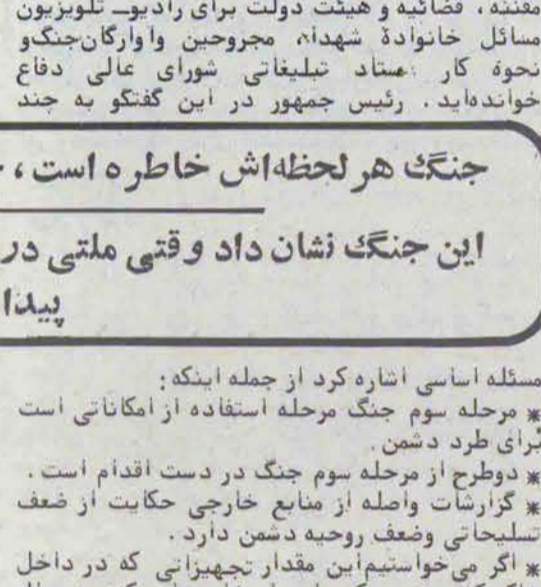 مقننه، قضائیه و هیئت دولت برای رادیوـ تلویزیون
مسائل خانوادهٔ شهدا، مجروحین واوارگان‌جنگ‌و
نحوه کار ستاد تبلیغاتی شورای عالی دفاع
خوانده‌اید. رئیس جمهور در این گفتگو به چند
جنگ هر لحظه‌اش خاطره است،
این جنگ نشان داد وقتی ملتی در
پیدا
مسئله اساسی اشاره کرد از جمله اینکه:
* مرحله سوم جنگ مرحله استفاده از امکاناتی است
برای طرد دشمن.
* دوطرح از مرحله سوم جنگ در دست اقدام است.
* گزارشات واصله از منابع خارجی حکایت از ضعف
تسلیحاتی وضعف روحیه دشمن دارد.
* اگر می‌خواستیم‌این مقدار تجهیزاتی که در داخل